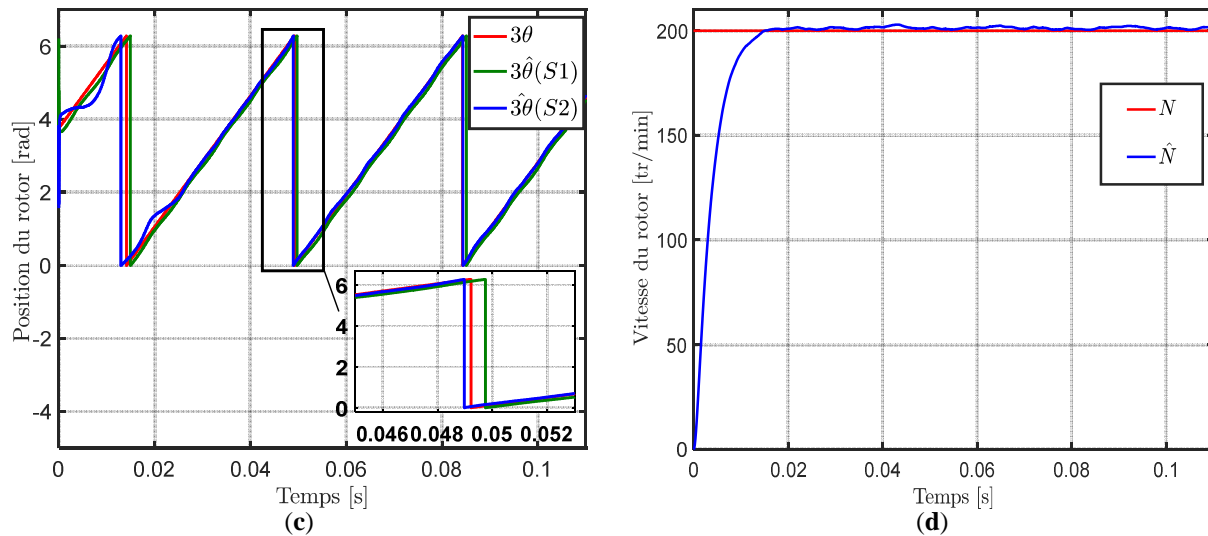 6
4
2
0
-2
-4
Position du rotor [rad]
3θ
3θ̂(S1)
3θ̂(S2)
6
4
2
0
0.046 0.048 0.05 0.052
0 0.02 0.04 0.06 0.08 0.1
Temps [s]
(c)
200
150
100
50
0
Vitesse du rotor [tr/min]
N
N̂
0 0.02 0.04 0.06 0.08 0.1
Temps [s]
(d)